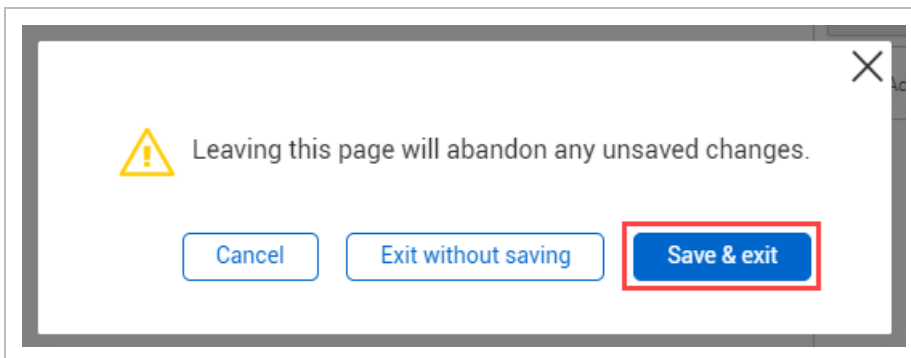 Leaving this page will abandon any unsaved changes.
Cancel
Exit without saving
Save & exit